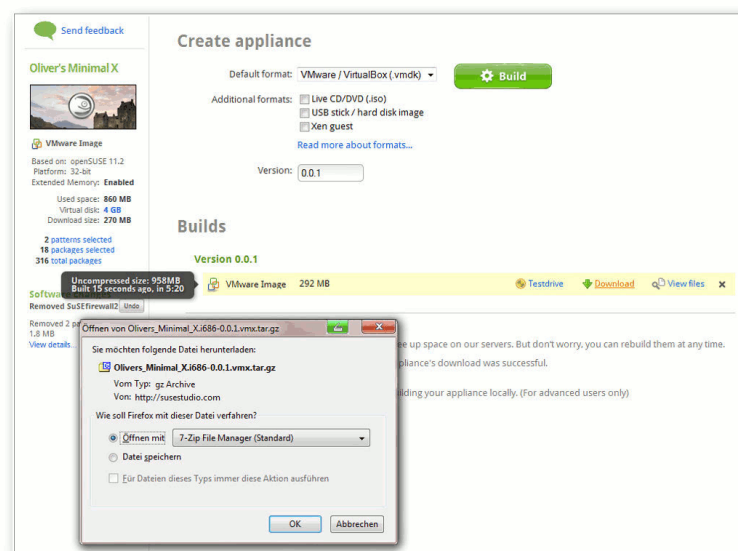 Send feedback
Create appliance
Oliver's Minimal X
Default format: VMware / VirtualBox (.vmdk)
Build
Additional formats: Live CD/DVD (.iso)
USB stick / hard disk image
Xen guest
Read more about formats...
VMware Image
Based on: openSUSE 11.2
Platform: 32-bit
Extended Memory: Enabled
Version: 0.0.1
Used space: 860 MB
Virtual disk: 4 GB
Download size: 270 MB
Builds
2 patterns selected
18 packages selected
316 total packages
Version 0.0.1
Uncompressed size: 958MB
Built 15 seconds ago, in 5:20
VMware Image 292 MB Testdrive Download View files x
Software
Removed SuSEfirewall2 Undo
Removed 2
1.8 MB
View details...
ee up space on our servers. But don't worry, you can rebuild them at any time.
pliance's download was successful.
ilding your appliance locally. (For advanced users only)
Öffnen von Olivers_Minimal_X.i686-0.0.1.vmx.tar.gz
Sie möchten folgende Datei herunterladen:
Olivers_Minimal_X.i686-0.0.1.vmx.tar.gz
Vom Typ: gz Archive
Von: http://susestudio.com
Wie soll Firefox mit dieser Datei verfahren?
Öffnen mit 7-Zip File Manager (Standard)
Datei speichern
Für Dateien dieses Typs immer diese Aktion ausführen
OK Abbrechen